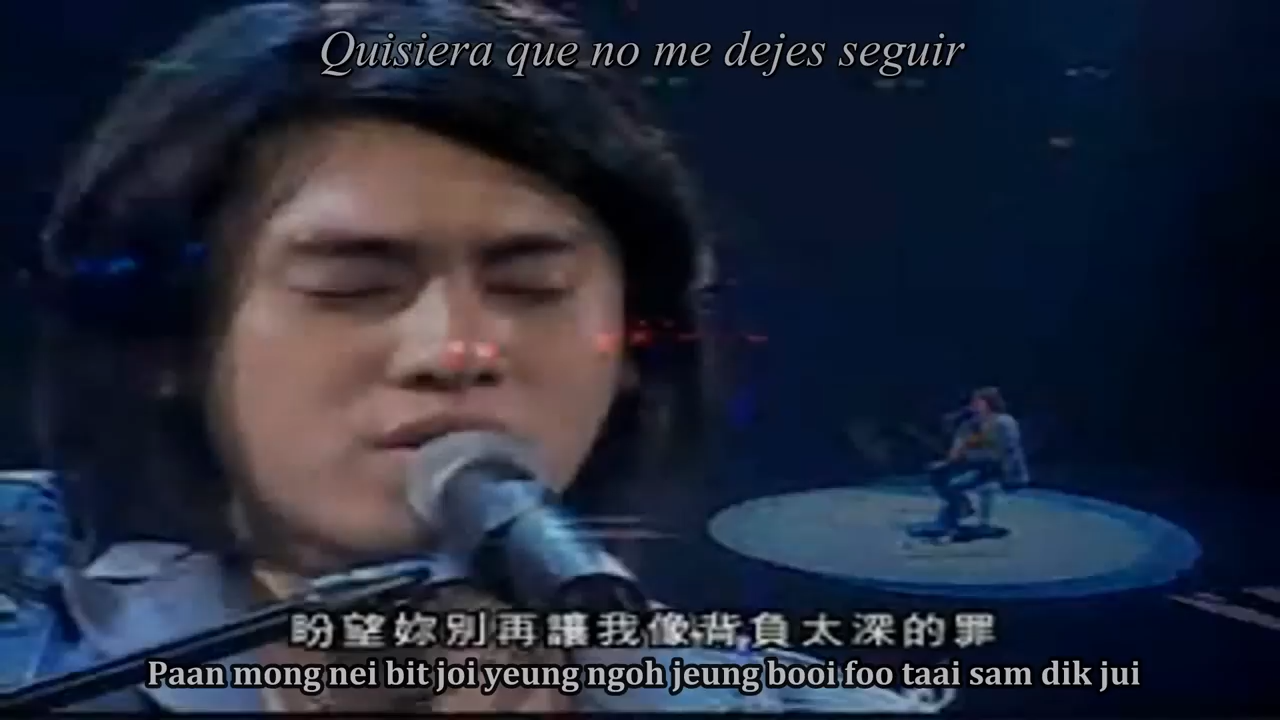 Quisiera que no me dejes seguir
盼望妳別再讓我像背負太深的罪
Paan mong nei bit joi yeung ngoh jeung booi foo taai sam dik jui